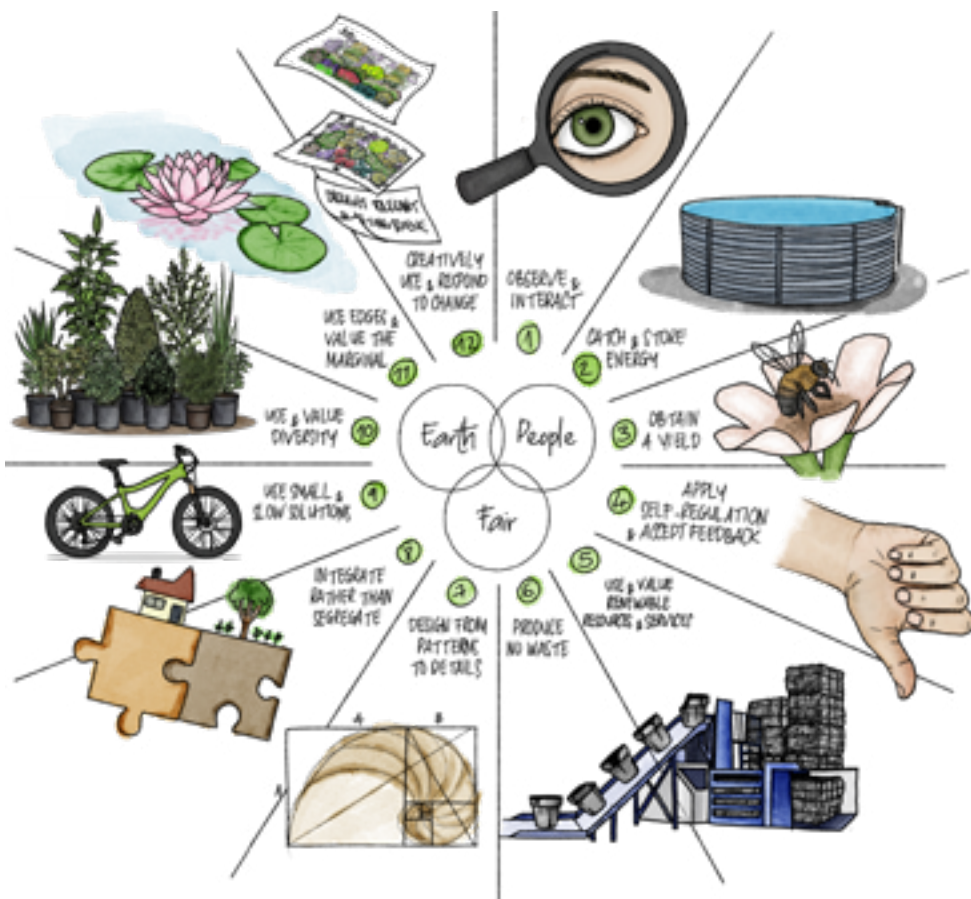 OBSERVE &
INTERACT
1
CATCH & STORE
ENERGY
2
3
OBTAIN
A YIELD
4
APPLY
SELF-REGULATION
& ACCEPT FEEDBACK
5
USE & VALUE
RENEWABLE
RESOURCES & SERVICES
6
PRODUCE
NO WASTE
7
DESIGN FROM
PATTERNS
TO DETAILS
8
INTEGRATE
RATHER THAN
SEGREGATE
9
USE SMALL &
SLOW SOLUTIONS
10
USE & VALUE
DIVERSITY
11
USE EDGES &
VALUE THE
MARGINAL
12
CREATIVELY
USE & RESPOND
TO CHANGE
Earth
People
Fair
A
B